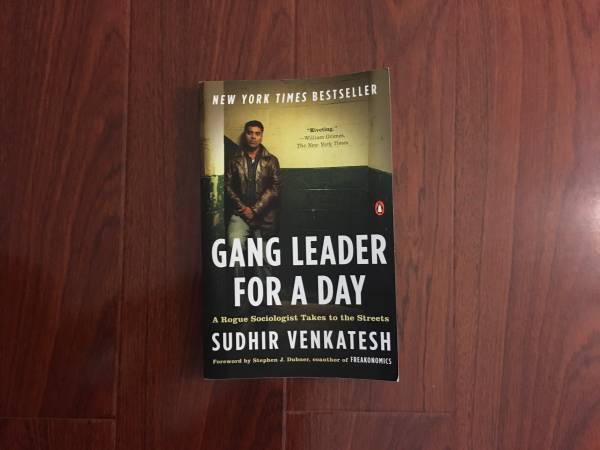 NEW YORK TIMES BESTSELLER
"Riveting."
—William Grimes,
The New York Times
GANG LEADER
FOR A DAY
A Rogue Sociologist Takes to the Streets
SUDHIR VENKATESH
Foreword by Stephen J. Dubner, coauthor of FREAKONOMICS